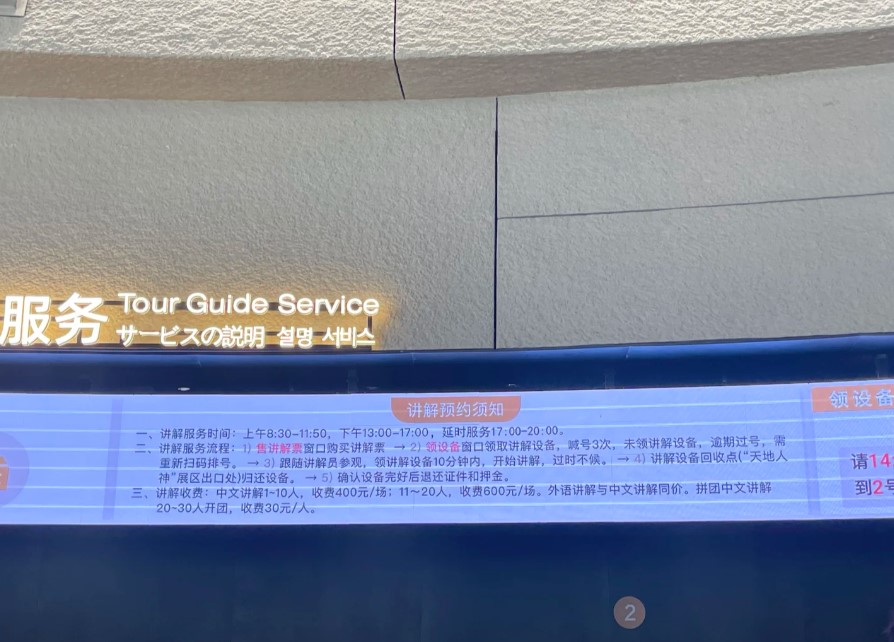 服务
Tour Guide Service
サービスの説明 설명 서비스
讲解预约须知
一、讲解服务时间：上午8:30-11:50，下午13:00-17:00，延时服务17:00-20:00。
二、讲解服务流程：1）售讲解票窗口购买讲解票 → 2）领设备窗口领取讲解设备，喊号3次，未领讲解设备，逾期过号，需
重新扫码排号。 → 3）跟随讲解员参观，领讲解设备10分钟内，开始讲解，过时不候。 → 4）讲解设备回收点(“天地人
神”展区出口处)归还设备。 → 5）确认设备完好后退还证件和押金。
三、讲解收费：中文讲解1~10人，收费400元/场；11~20人，收费600元/场。外语讲解与中文讲解同价。拼团中文讲解
20-30人开团，收费30元/人。
领设备
请14
到2号
2